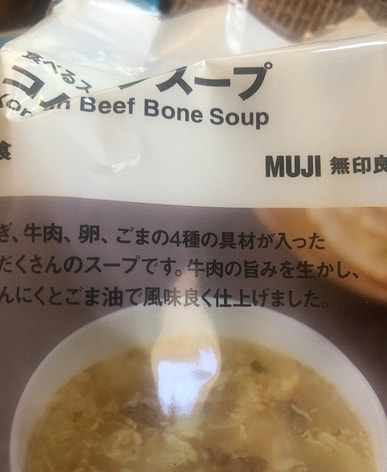 食べるス
コ スープ
Kor n Beef Bone Soup
食
MUJI 無印良
ぎ、牛肉、卵、ごまの4種の具材が入った
だくさんのスープです。牛肉の旨みを生かし、
んにくとごま油で風味良く仕上げました。